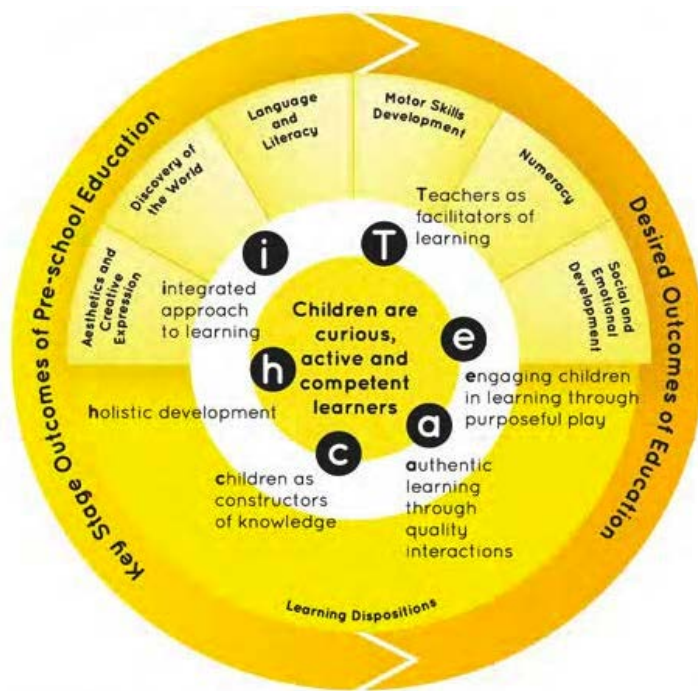 Key Stage Outcomes of Pre-school Education
Desired Outcomes of Education
Aesthetics and
Creative
Expression
Discovery of
the World
Language
and
Literacy
Motor Skills
Development
Numeracy
Social and
Emotional
Development
i
integrated
approach
to learning
T
Teachers as
facilitators of
learning
e
engaging children
in learning through
purposeful play
a
authentic
learning
through
quality
interactions
c
children as
constructors
of knowledge
h
holistic development
Children are
curious,
active and
competent
learners
Learning Dispositions